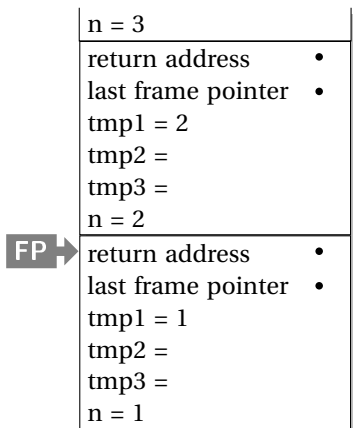 n = 3
return address •
last frame pointer •
tmp1 = 2
tmp2 =
tmp3 =
n = 2
FP
return address •
last frame pointer •
tmp1 = 1
tmp2 =
tmp3 =
n = 1